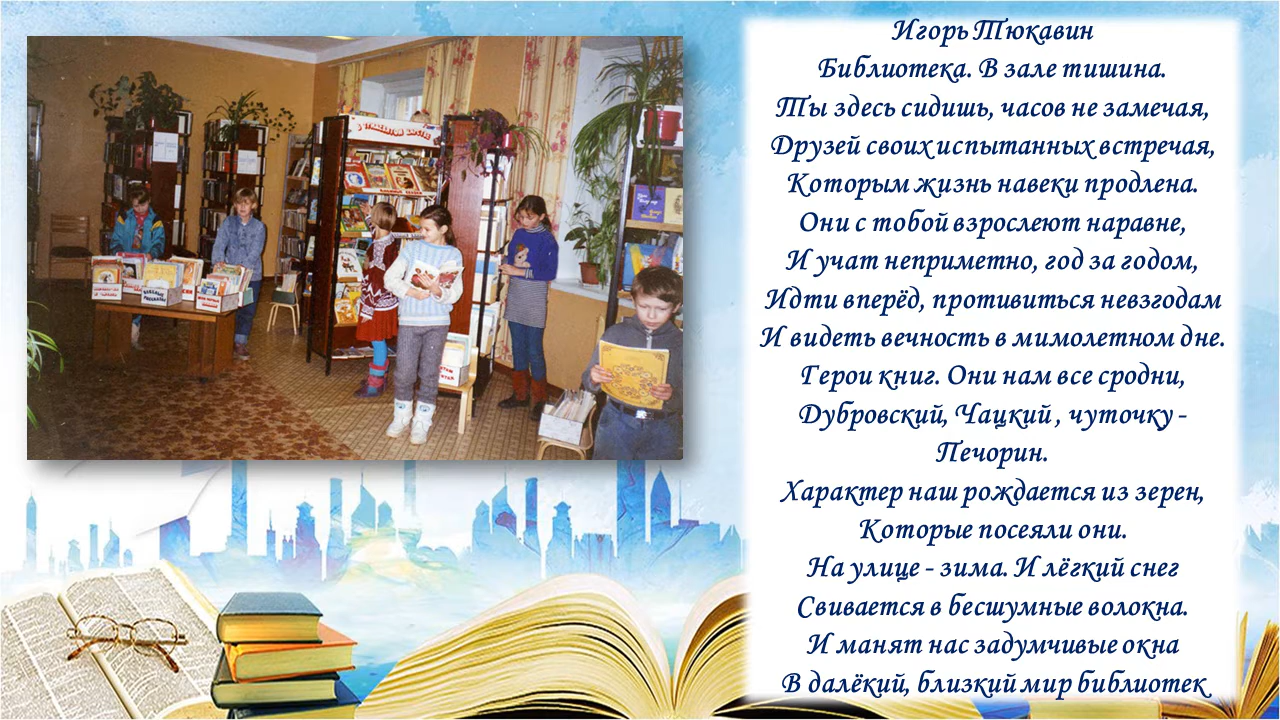 В ТРИДЕВЯТОМ ЦАРСТВЕ
Игорь Тюкавин
Библиотека. В зале тишина.
Ты здесь сидишь, часов не замечая,
Друзей своих испытанных встречая,
Которым жизнь навеки продлена.
Они с тобой взрослеют наравне,
И учат неприметно, год за годом,
Идти вперёд, противиться невзгодам
И видеть вечность в мимолетном дне.
Герои книг. Они нам все сродни,
Дубровский, Чацкий , чуточку -
Печорин.
Характер наш рождается из зерен,
Которые посеяли они.
На улице - зима. И лёгкий снег
Свивается в бесшумные волокна.
И манят нас задумчивые окна
В далёкий, близкий мир библиотек